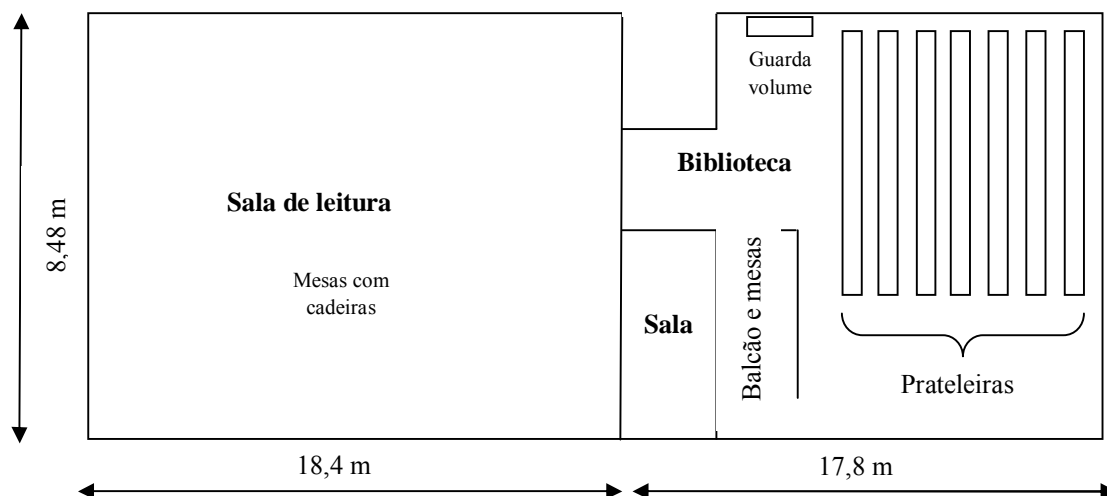 Guarda
volume
Biblioteca
Sala de leitura
8,48 m
Mesas com
cadeiras
Sala
Balcão e mesas
Prateleiras
18,4 m
17,8 m